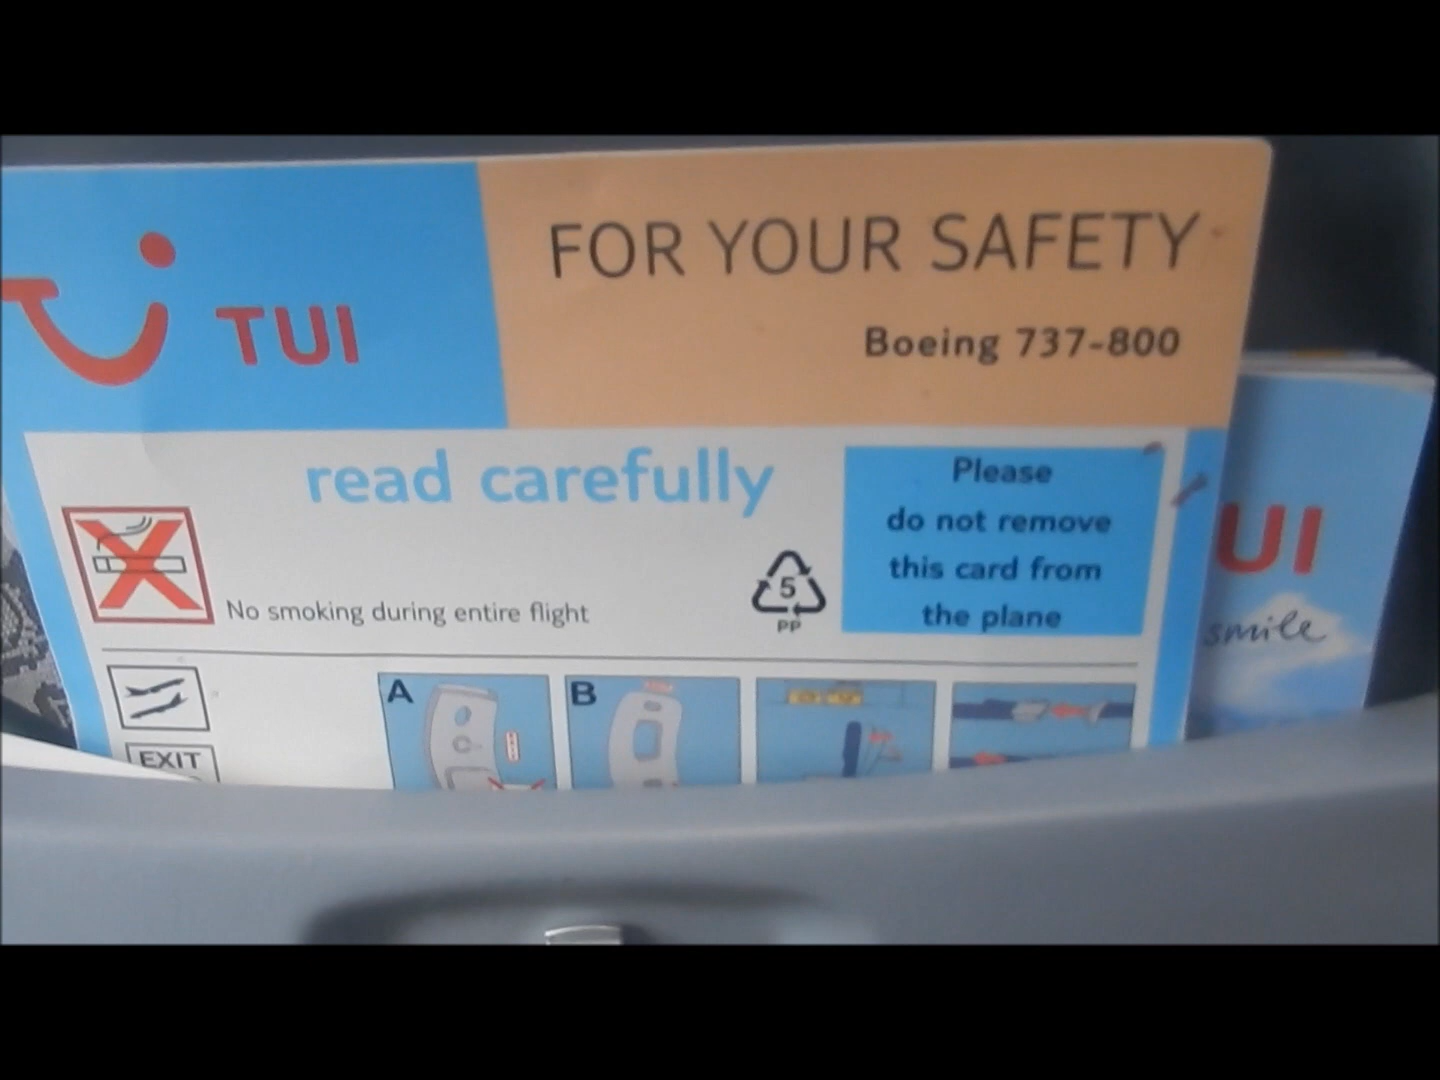 TUI
FOR YOUR SAFETY
Boeing 737-800
read carefully
Please
do not remove
this card from
the plane
No smoking during entire flight
5
PP
A
B
EXIT
UI
smile